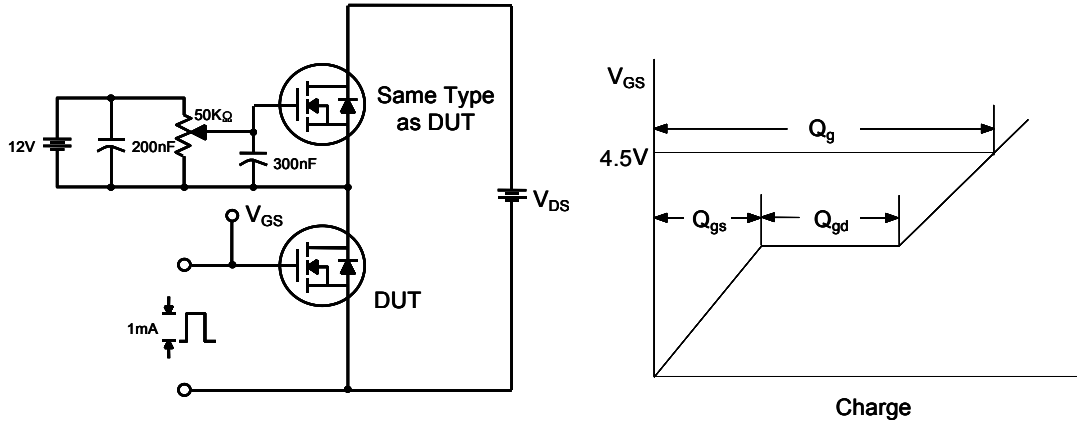 Same Type
as DUT
50KΩ
12V
200nF
300nF
V_DS
V_GS
DUT
1mA
V_GS
Q_g
4.5V
Q_gs
Q_gd
Charge